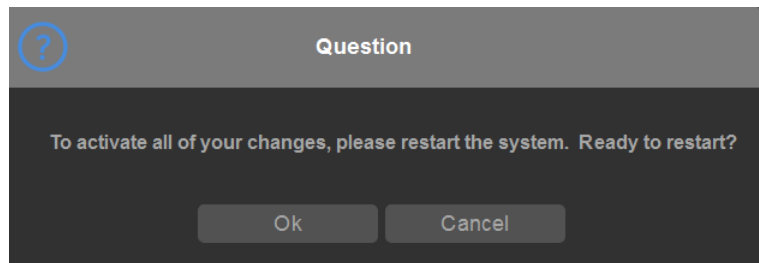 Question
To activate all of your changes, please restart the system.  Ready to restart?
Ok
Cancel